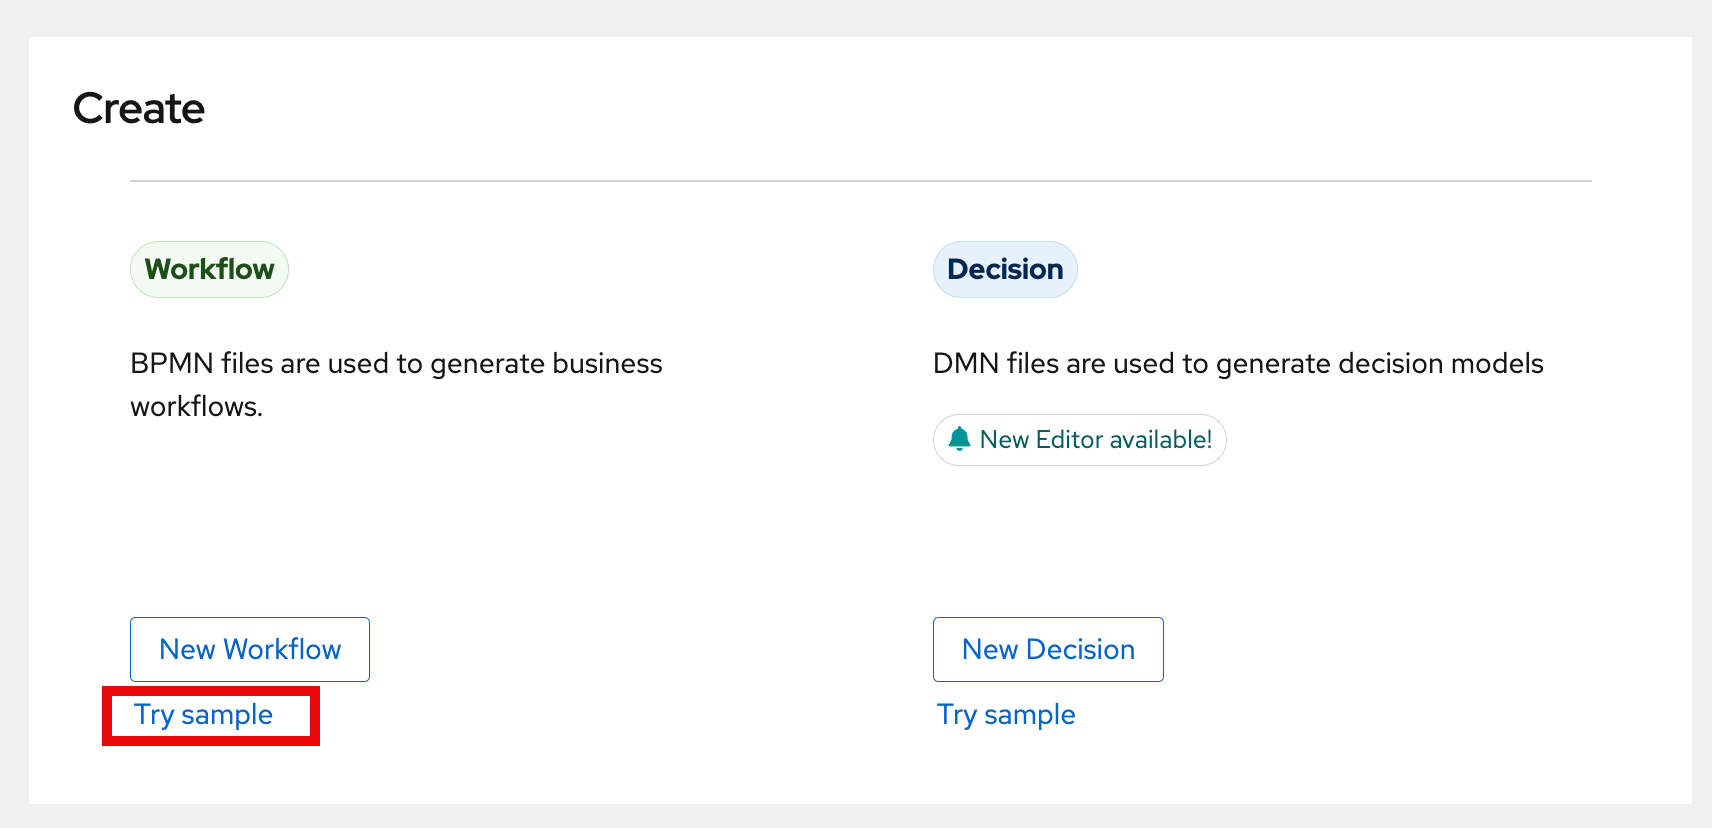 Create
Workflow
BPMN files are used to generate business
workflows.
New Workflow
Try sample
Decision
DMN files are used to generate decision models
New Editor available!
New Decision
Try sample